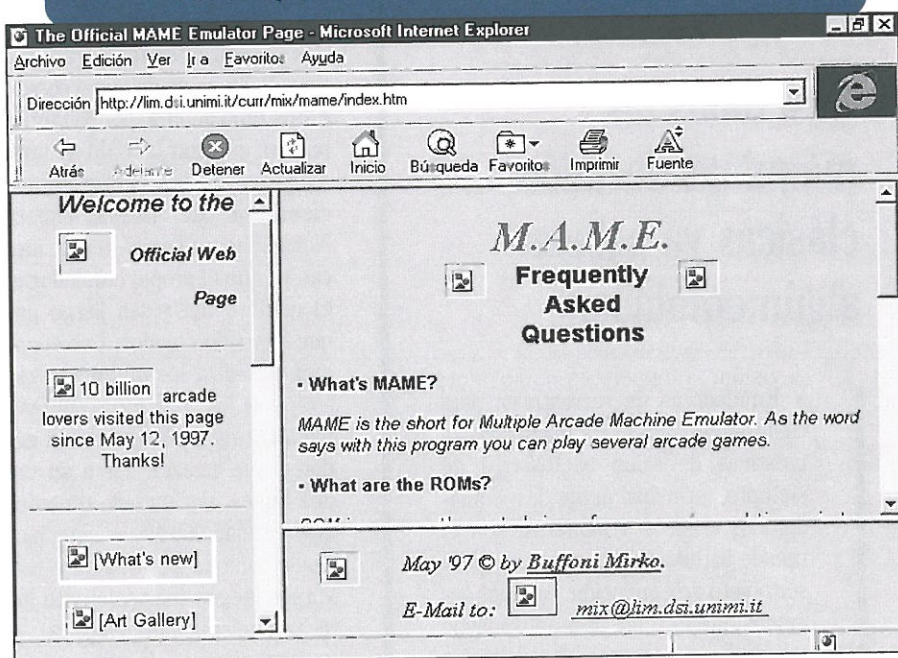 The Official MAME Emulator Page - Microsoft Internet Explorer
Archivo Edición Ver Ir a Favoritos Ayuda
Dirección http://lim.dsi.unimi.it/curr/mix/mame/index.htm
Atrás Adelante Detener Actualizar Inicio Búsqueda Favoritos Imprimir Fuente
Welcome to the
Official Web
Page
10 billion arcade
lovers visited this page
since May 12, 1997.
Thanks!
[What's new]
[Art Gallery]
M.A.M.E.
Frequently
Asked
Questions
• What's MAME?
MAME is the short for Multiple Arcade Machine Emulator. As the word
says with this program you can play several arcade games.
• What are the ROMs?
May '97 © by Buffoni Mirko.
E-Mail to: mix@lim.dsi.unimi.it